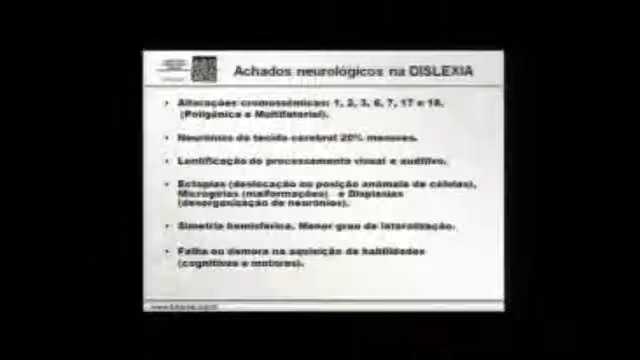 Achados neurológicos na DISLEXIA
• Alterações cromossômicas: 1, 2, 3, 6, 7, 17 e 18.
(Poligênica e Multifatorial).
• Neurônios do tecido cerebral 20% menores.
• Lentificação do processamento visual e auditivo.
• Ectopias (deslocação ou posição anômala de células),
Microgirias (malformações) e Displasias
(desorganização de neurônios).
• Simetria hemisférica. Menor grau de lateralização.
• Falha ou demora na aquisição de habilidades
(cognitivas e motores).